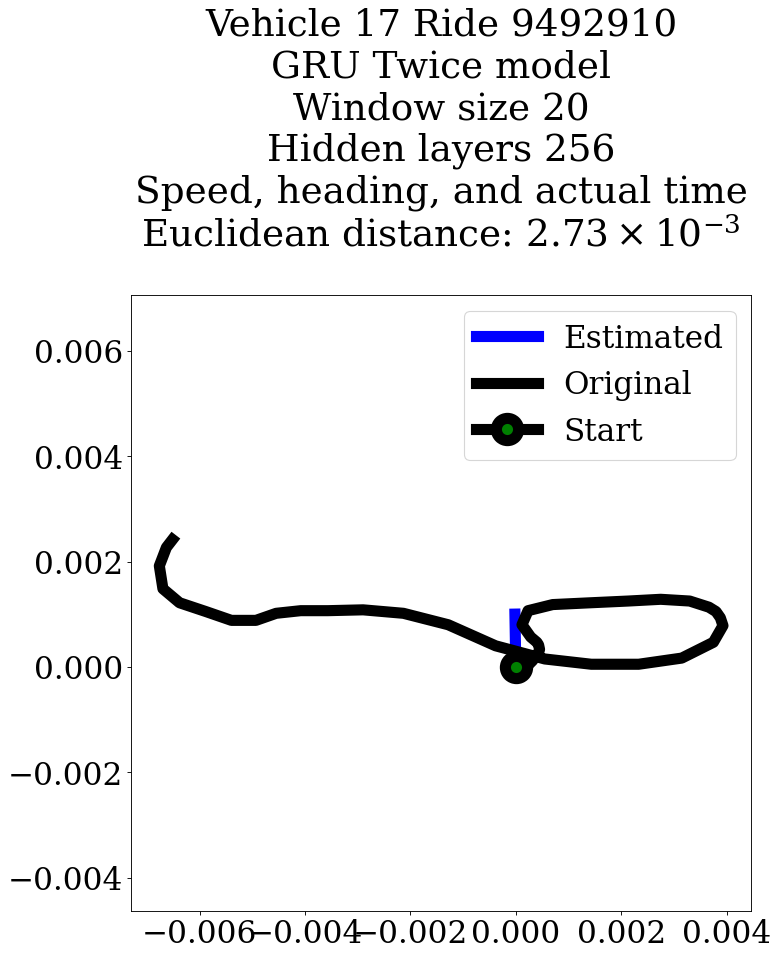 Vehicle 17 Ride 9492910
GRU Twice model
Window size 20
Hidden layers 256
Speed, heading, and actual time
Euclidean distance: 2.73 × 10⁻³
Estimated
Original
Start
0.006
0.004
0.002
0.000
−0.002
−0.004
−0.006 −0.004 −0.002 0.000 0.002 0.004